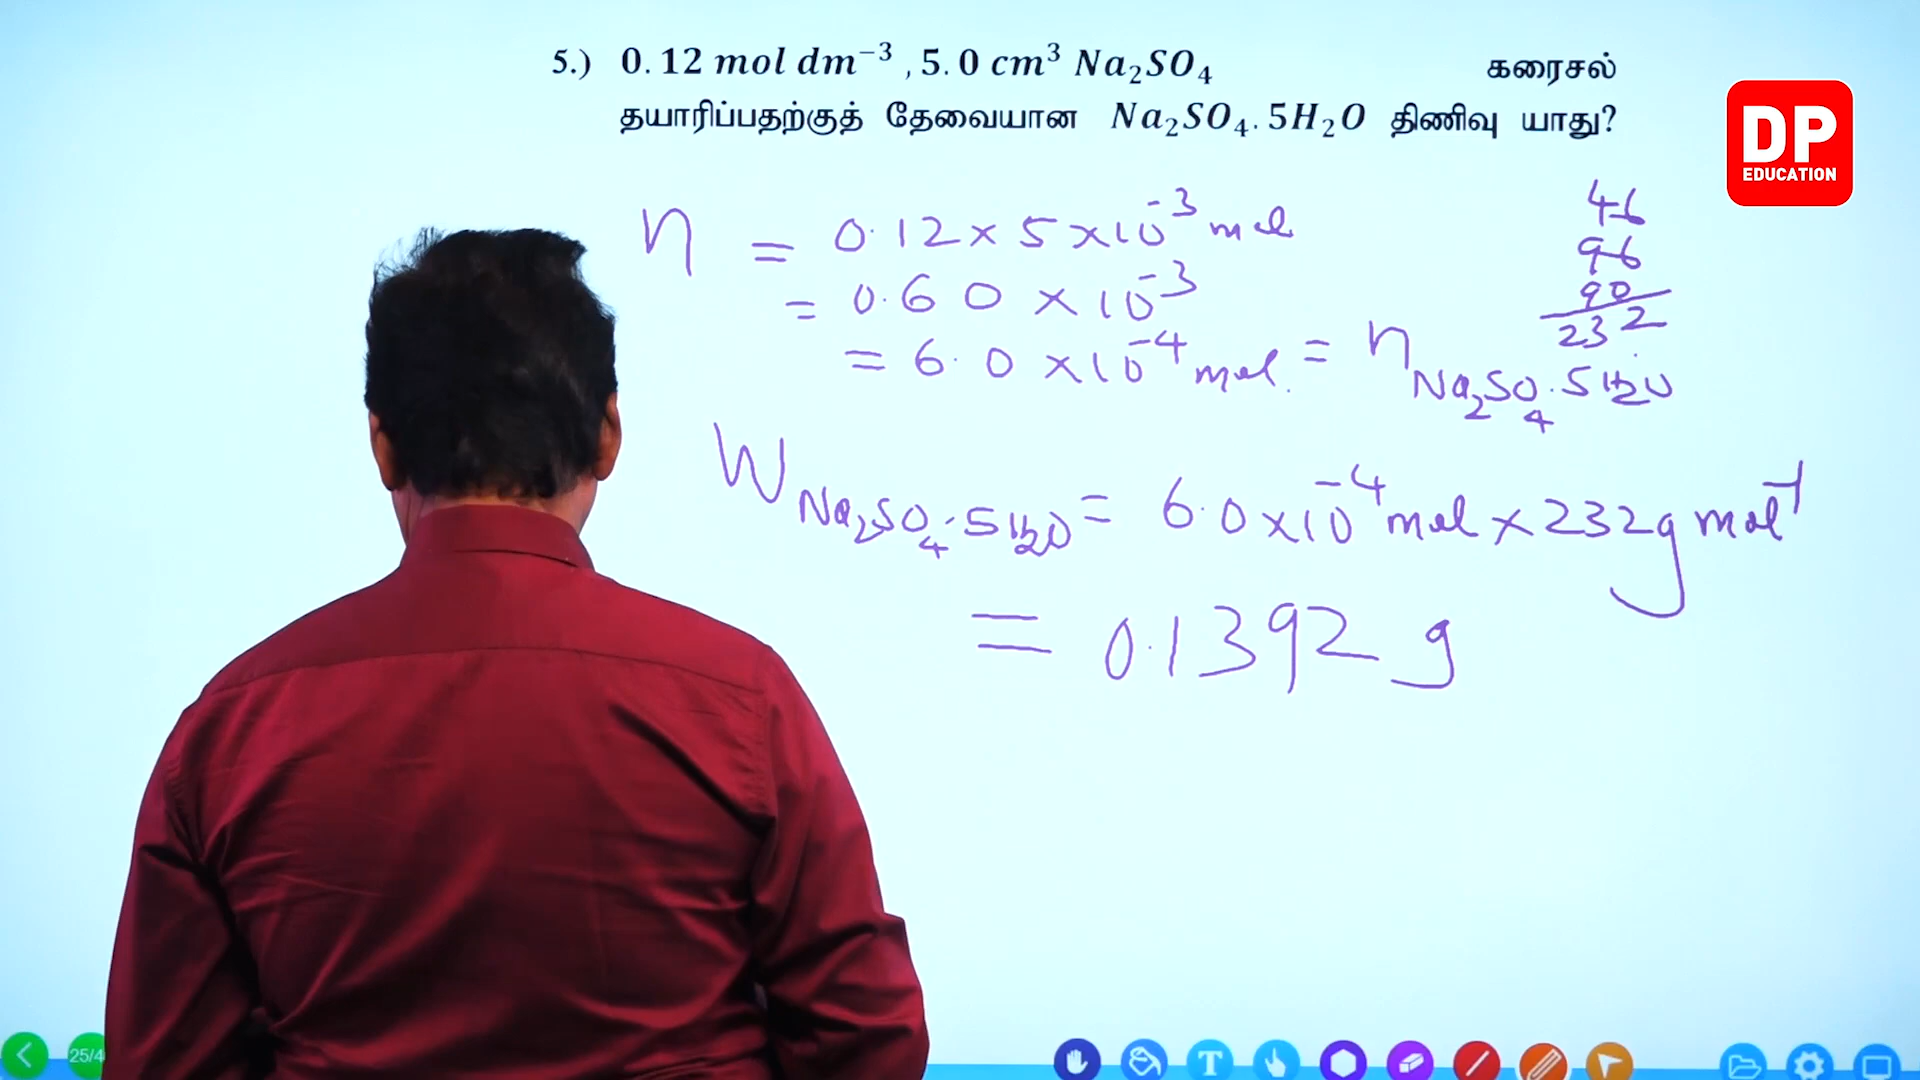 5.) 0.12 mol dm⁻³ , 5.0 cm³ Na₂SO₄ கரைசல்
தயாரிப்பதற்குத் தேவையான Na₂SO₄.5H₂O திணிவு யாது?
DP
EDUCATION
46
96
90
232
n = 0.12 × 5 × 10⁻³ mol
= 0.60 × 10⁻³
= 6.0 × 10⁻⁴ mol. = n Na₂SO₄.5H₂O
W Na₂SO₄.5H₂O = 6.0 × 10⁻⁴ mol × 232 g mol⁻¹
= 0.1392 g
25/4
T